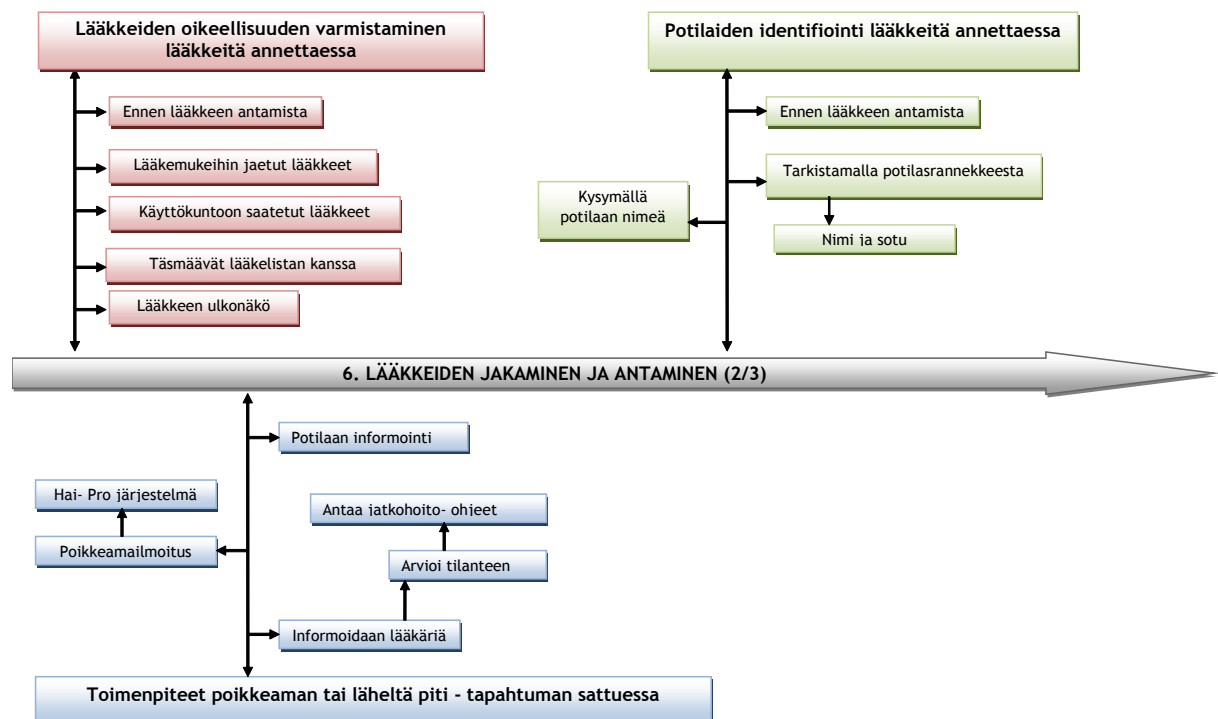 Lääkkeiden oikeellisuuden varmistaminen
lääkkeitä annettaessa
Ennen lääkkeen antamista
Lääkemukeihin jaetut lääkkeet
Käyttökuntoon saatetut lääkkeet
Täsmäävät lääkelistan kanssa
Lääkkeen ulkonäkö
Potilaiden identifiointi lääkkeitä annettaessa
Ennen lääkkeen antamista
Tarkistamalla potilasrannekkeesta
Kysymällä
potilaan nimeä
Nimi ja sotu
6. LÄÄKKEIDEN JAKAMINEN JA ANTAMINEN (2/3)
Potilaan informointi
Hai- Pro järjestelmä
Antaa jatkohoito- ohjeet
Poikkeamailmoitus
Arvioi tilanteen
Informoidaan lääkäriä
Toimenpiteet poikkeaman tai läheltä piti - tapahtuman sattuessa